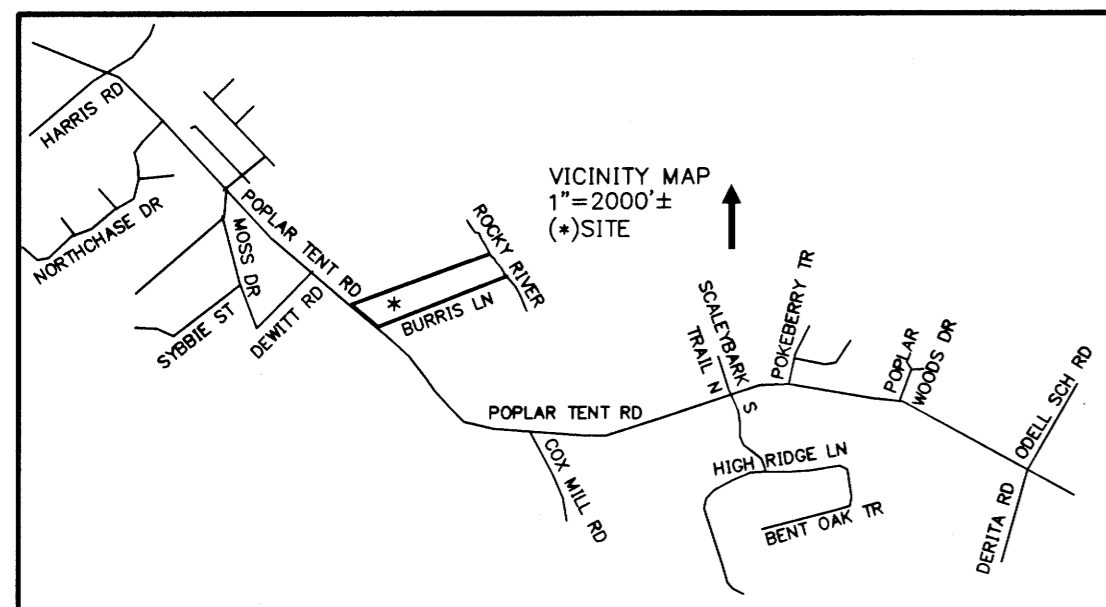 HARRIS RD
NORTHCHASE DR
POPLAR TENT RD
MOSS DR
SYBBIE ST
DEWITT RD
*
BURRIS LN
ROCKY RIVER
VICINITY MAP
1"=2000'±
(*)SITE
POPLAR TENT RD
COX MILL RD
SCALEYBARK
TRAIL N
S
POKEBERRY TR
HIGH RIDGE LN
BENT OAK TR
POPLAR
WOODS DR
ODELL SCH RD
DERITA RD